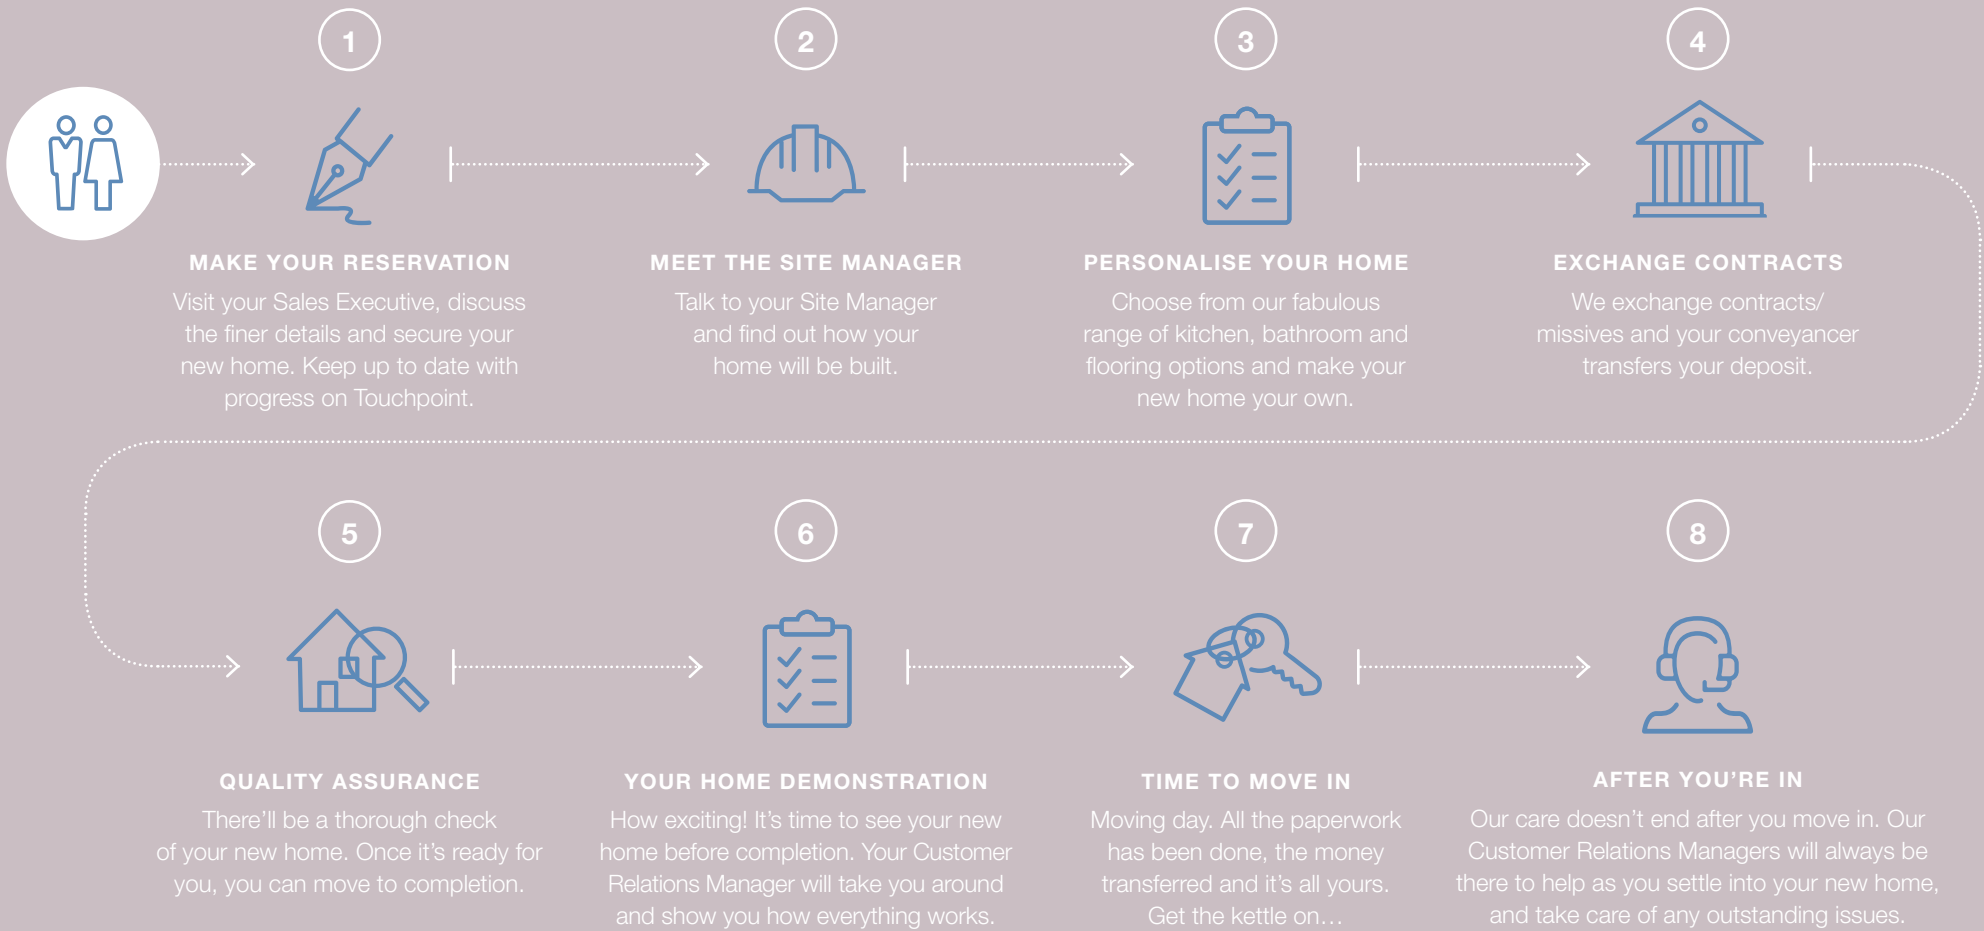 1
MAKE YOUR RESERVATION
Visit your Sales Executive, discuss
the finer details and secure your
new home. Keep up to date with
progress on Touchpoint.
2
MEET THE SITE MANAGER
Talk to your Site Manager
and find out how your
home will be built.
3
PERSONALISE YOUR HOME
Choose from our fabulous
range of kitchen, bathroom and
flooring options and make your
new home your own.
4
EXCHANGE CONTRACTS
We exchange contracts/
missives and your conveyancer
transfers your deposit.
5
QUALITY ASSURANCE
There’ll be a thorough check
of your new home. Once it’s ready for
you, you can move to completion.
6
YOUR HOME DEMONSTRATION
How exciting! It’s time to see your new
home before completion. Your Customer
Relations Manager will take you around
and show you how everything works.
7
TIME TO MOVE IN
Moving day. All the paperwork
has been done, the money
transferred and it’s all yours.
Get the kettle on…
8
AFTER YOU’RE IN
Our care doesn’t end after you move in. Our
Customer Relations Managers will always be
there to help as you settle into your new home,
and take care of any outstanding issues.